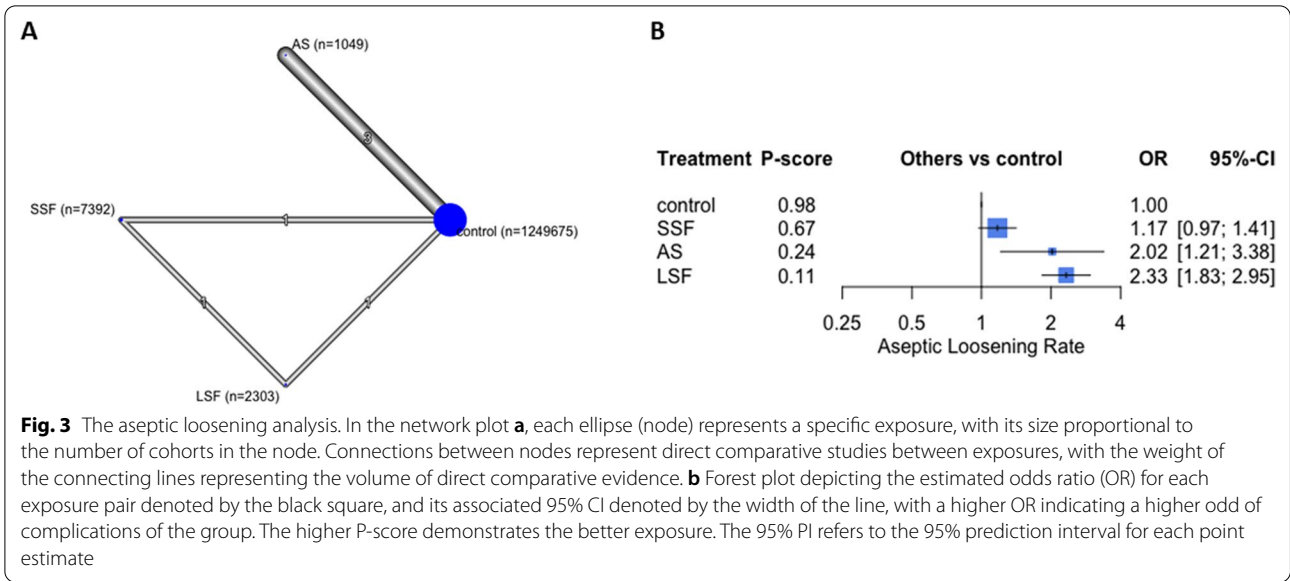 A
B
AS (n=1049)
3
SSF (n=7392)
1
control (n=1249675)
1
1
LSF (n=2303)
Treatment P-score Others vs control OR 95%-CI
control 0.98 1.00
SSF 0.67 1.17 [0.97; 1.41]
AS 0.24 2.02 [1.21; 3.38]
LSF 0.11 2.33 [1.83; 2.95]
0.25 0.5 1 2 4
Aseptic Loosening Rate
Fig. 3 The aseptic loosening analysis. In the network plot a, each ellipse (node) represents a specific exposure, with its size proportional to
the number of cohorts in the node. Connections between nodes represent direct comparative studies between exposures, with the weight of
the connecting lines representing the volume of direct comparative evidence. b Forest plot depicting the estimated odds ratio (OR) for each
exposure pair denoted by the black square, and its associated 95% CI denoted by the width of the line, with a higher OR indicating a higher odd of
complications of the group. The higher P-score demonstrates the better exposure. The 95% PI refers to the 95% prediction interval for each point
estimate